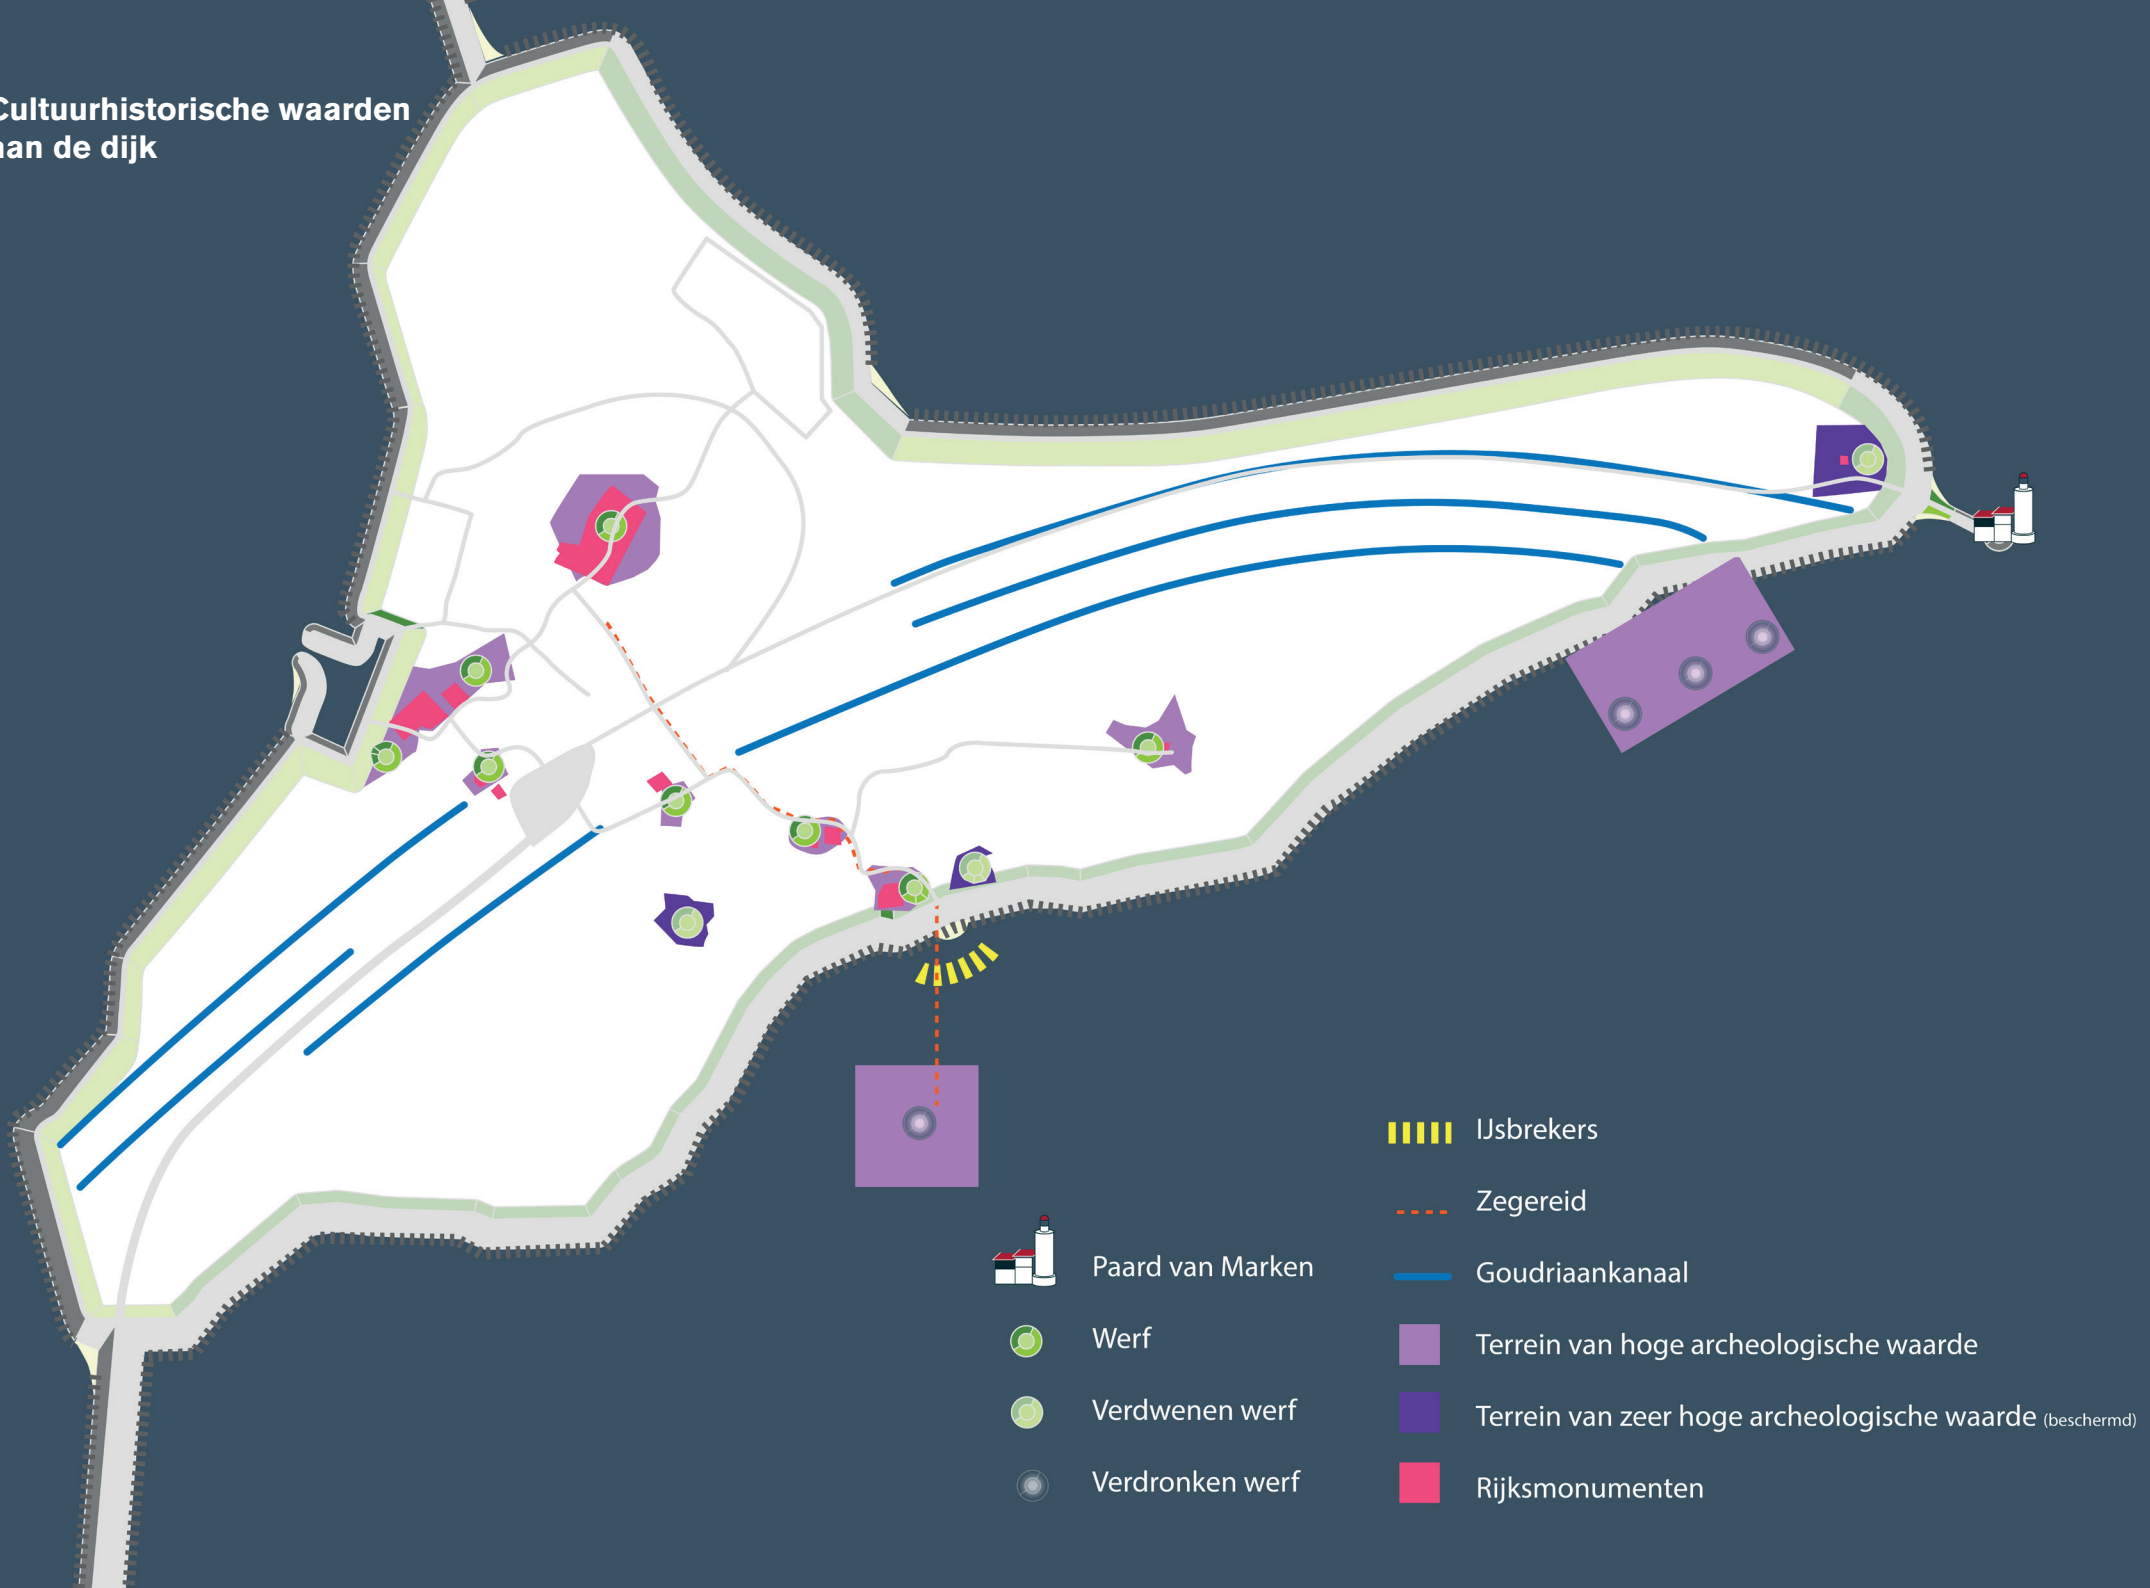 Cultuurhistorische waarden
aan de dijk
IJsbrekers
Zegereid
Paard van Marken
Goudriaankanaal
Werf
Terrein van hoge archeologische waarde
Verdwenen werf
Terrein van zeer hoge archeologische waarde (beschermd)
Verdronken werf
Rijksmonumenten